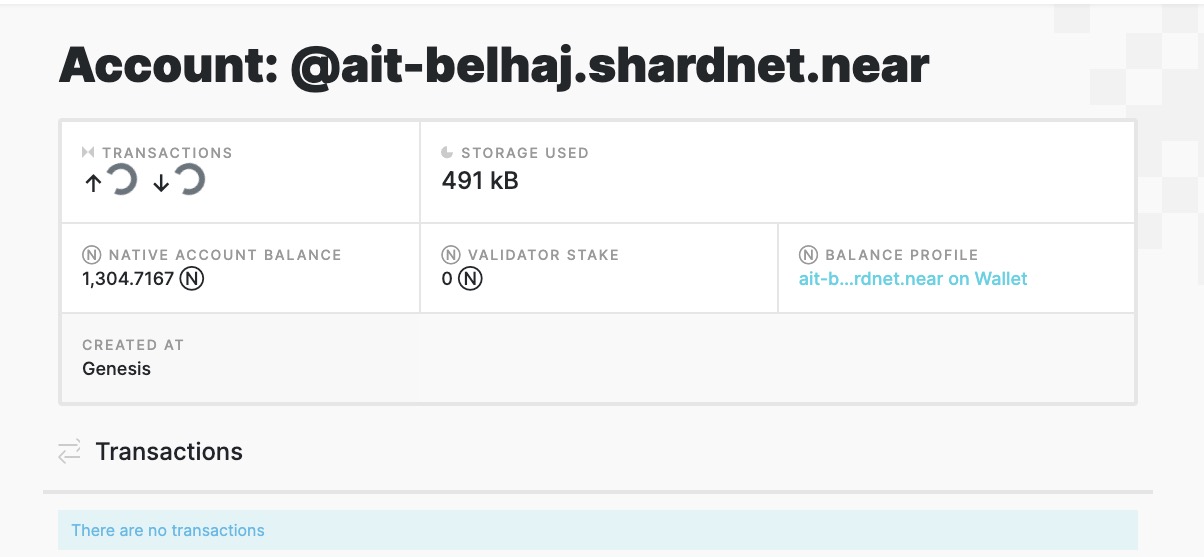 Account: @ait-belhaj.shardnet.near
TRANSACTIONS
↑ ↓
STORAGE USED
491 kB
NATIVE ACCOUNT BALANCE
1,304.7167 Ⓝ
VALIDATOR STAKE
0 Ⓝ
BALANCE PROFILE
ait-b...rdnet.near on Wallet
CREATED AT
Genesis
Transactions
There are no transactions